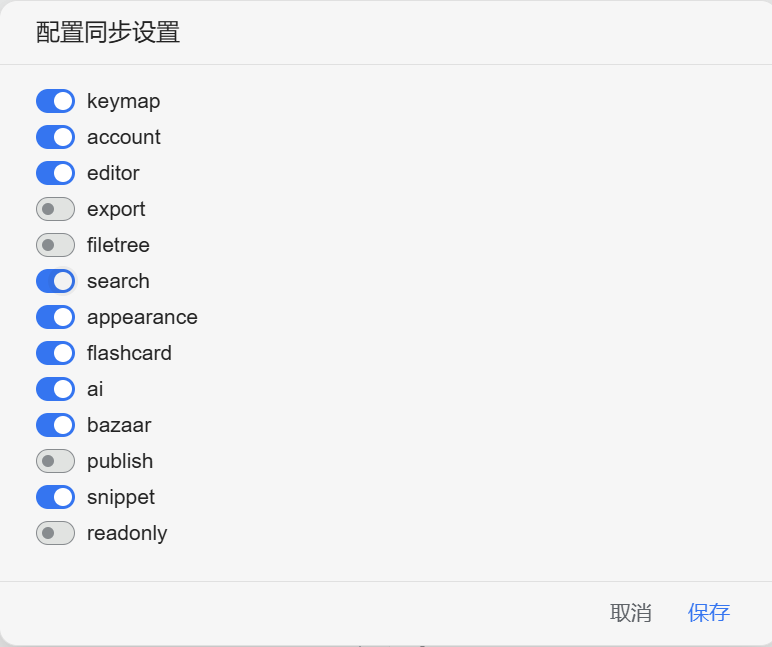 配置同步设置
keymap
account
editor
export
filetree
search
appearance
flashcard
ai
bazaar
publish
snippet
readonly
取消 保存